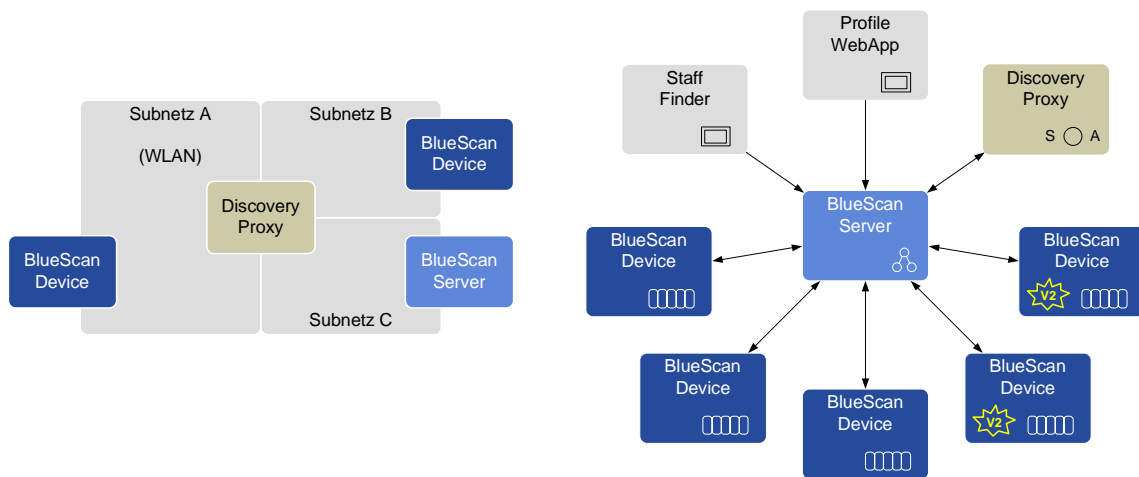 Subnetz A
(WLAN)
Subnetz B
BlueScan
Device
Discovery
Proxy
BlueScan
Device
BlueScan
Server
Subnetz C
Profile
WebApp
Staff
Finder
Discovery
Proxy
S
A
BlueScan
Server
BlueScan
Device
BlueScan
Device
V2
BlueScan
Device
BlueScan
Device
BlueScan
Device
V2